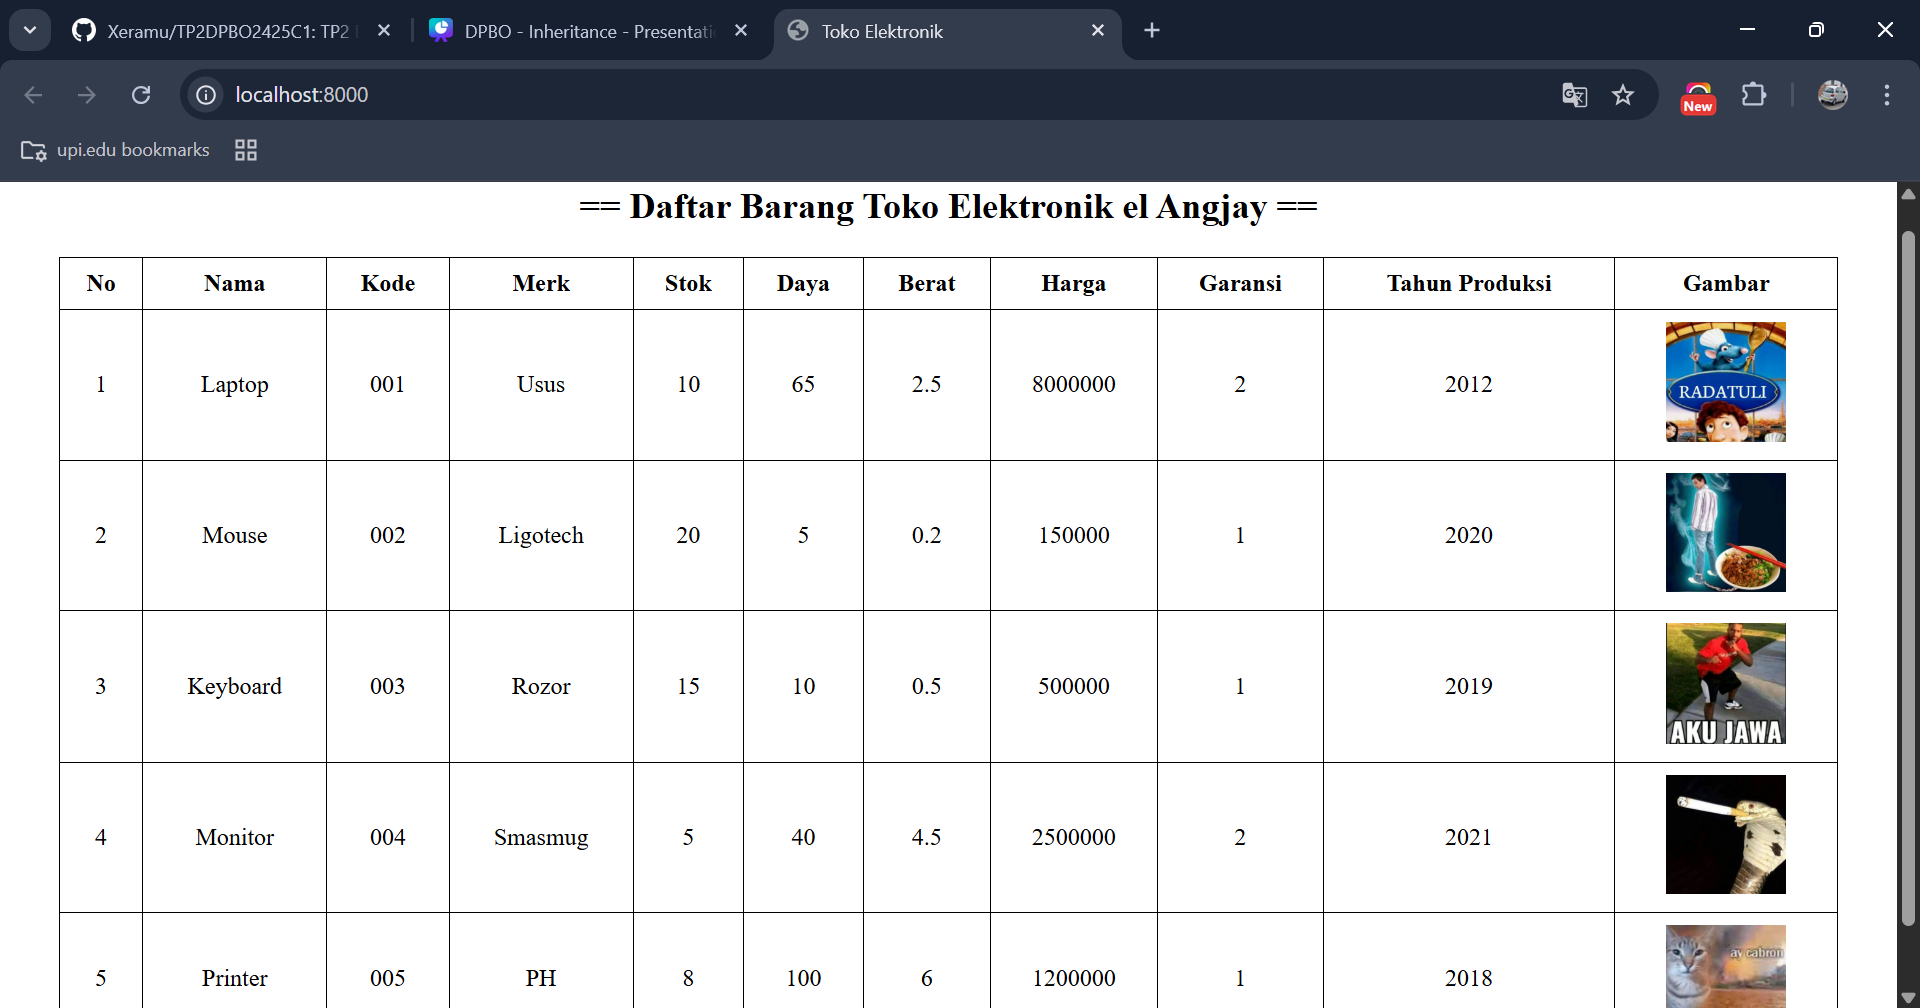 Xeramu/TP2DPBO2425C1: TP2
DPBO - Inheritance - Presentati
Toko Elektronik
localhost:8000
New
upi.edu bookmarks
== Daftar Barang Toko Elektronik el Angjay ==
No Nama Kode Merk Stok Daya Berat Harga Garansi Tahun Produksi Gambar
1 Laptop 001 Usus 10 65 2.5 8000000 2 2012
RADATULI
2 Mouse 002 Ligotech 20 5 0.2 150000 1 2020
3 Keyboard 003 Rozor 15 10 0.5 500000 1 2019
AKU JAWA
4 Monitor 004 Smasmug 5 40 4.5 2500000 2 2021
5 Printer 005 PH 8 100 6 1200000 1 2018
ay cabron